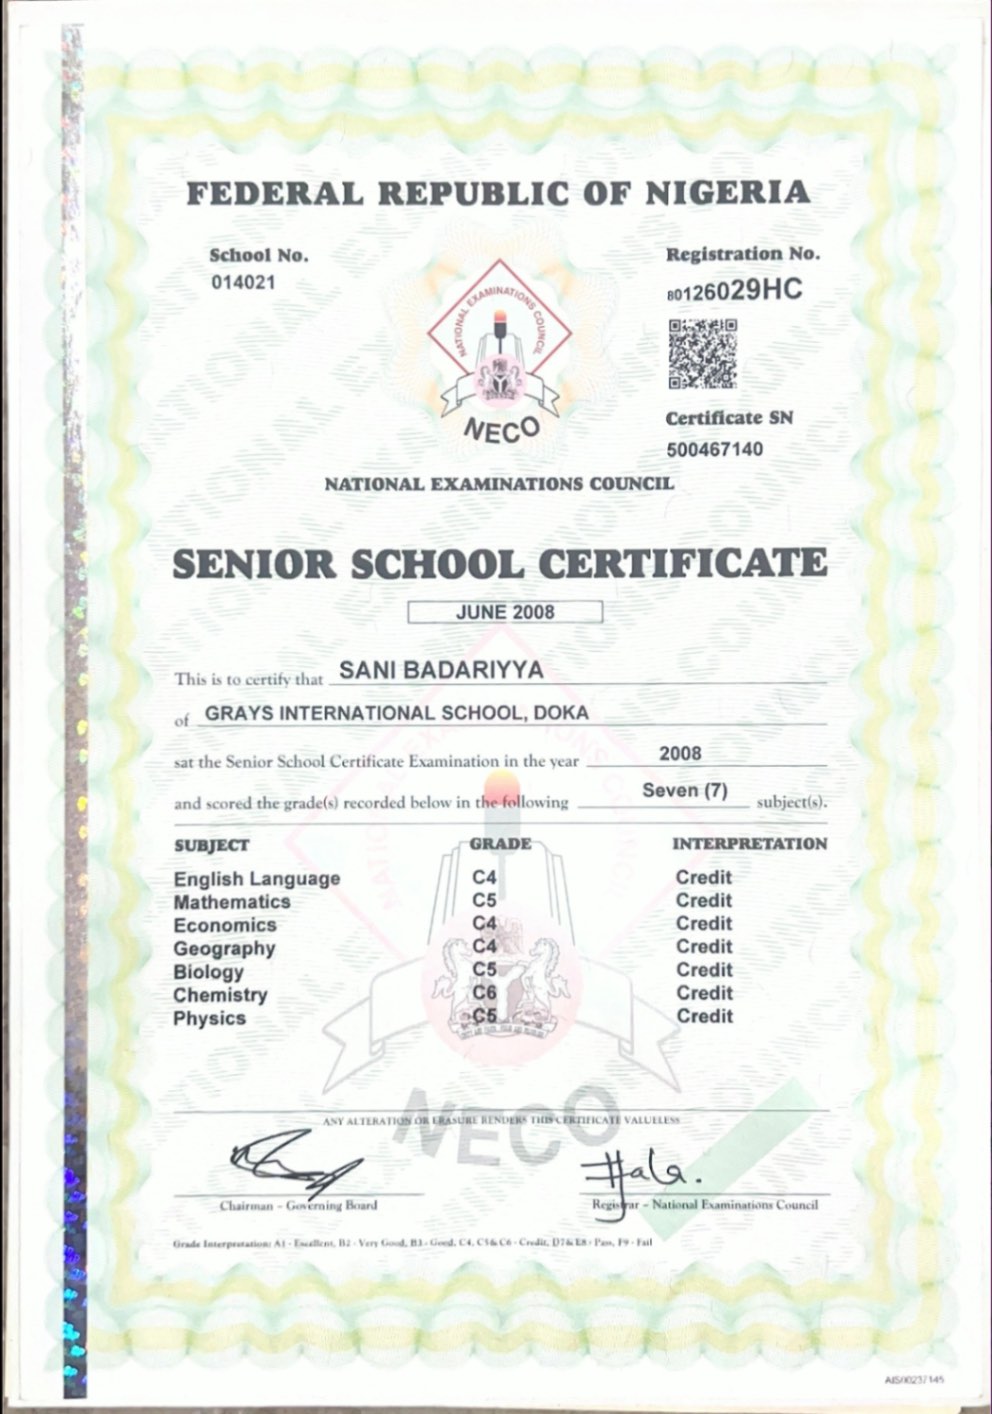 FEDERAL REPUBLIC OF NIGERIA
School No.
014021
Registration No.
80126029HC
NATIONAL EXAMINATIONS COUNCIL
NECO
Certificate SN
500467140
NATIONAL EXAMINATIONS COUNCIL
SENIOR SCHOOL CERTIFICATE
JUNE 2008
This is to certify that SANI BADARIYYA
of GRAYS INTERNATIONAL SCHOOL, DOKA
sat the Senior School Certificate Examination in the year 2008
and scored the grade(s) recorded below in the following Seven (7) subject(s).
SUBJECT GRADE INTERPRETATION
English Language C4 Credit
Mathematics C5 Credit
Economics C4 Credit
Geography C4 Credit
Biology C5 Credit
Chemistry C6 Credit
Physics C5 Credit
NECO
ANY ALTERATION OR ERASURE RENDERS THIS CERTIFICATE VALUELESS
Chairman - Governing Board
Registrar - National Examinations Council
Grade Interpretation: A1 - Excellent, B2 - Very Good, B3 - Good, C4, C5 & C6 - Credit, D7 & E8 - Pass, F9 - Fail